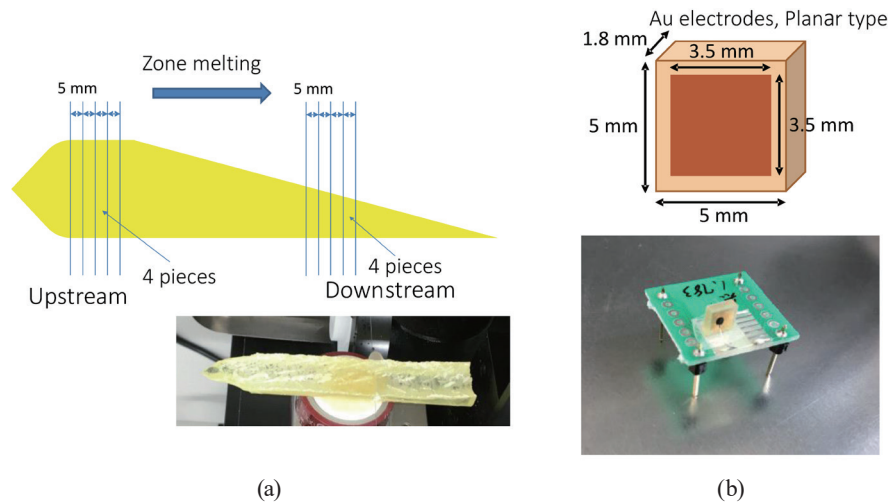 Zone melting
5 mm
5 mm
4 pieces
4 pieces
Upstream
Downstream
(a)
Au electrodes, Planar type
1.8 mm
3.5 mm
5 mm
3.5 mm
5 mm
(b)